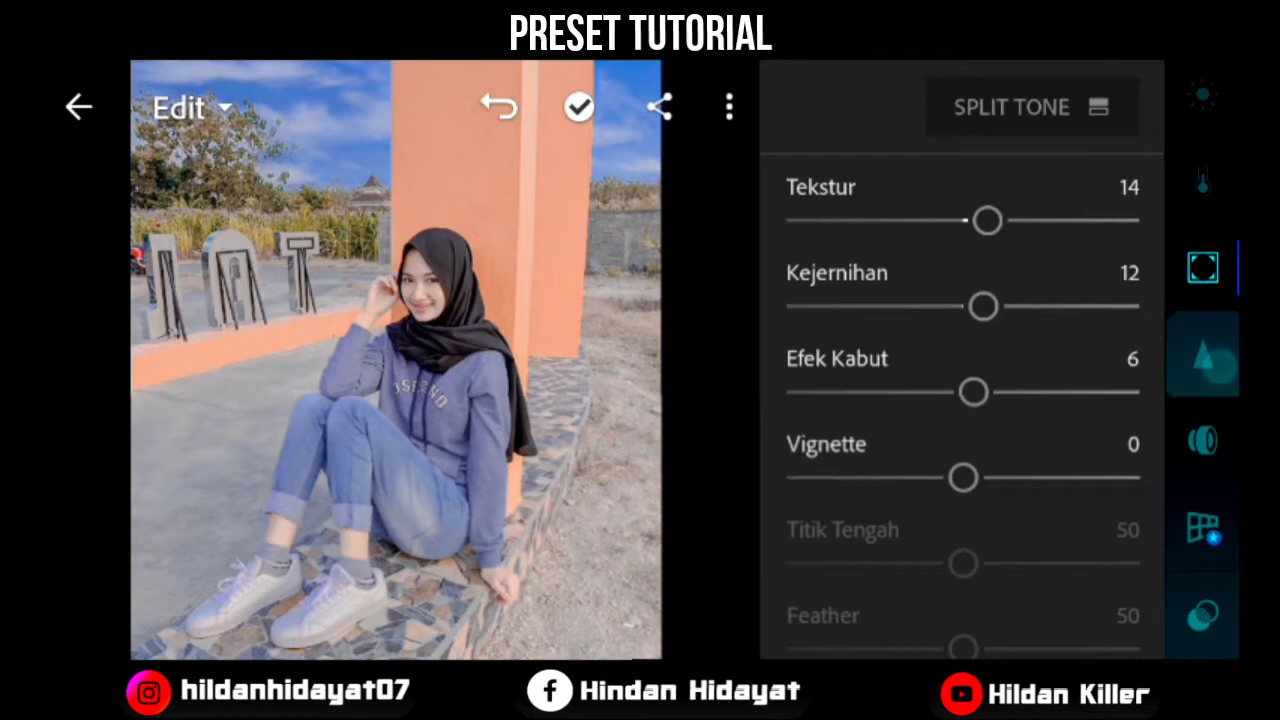 PRESET TUTORIAL
Edit
SPLIT TONE
Tekstur 14
Kejernihan 12
Efek Kabut 6
Vignette 0
Titik Tengah 50
Feather 50
hildanhidayat07
Hindan Hidayat
Hildan Killer